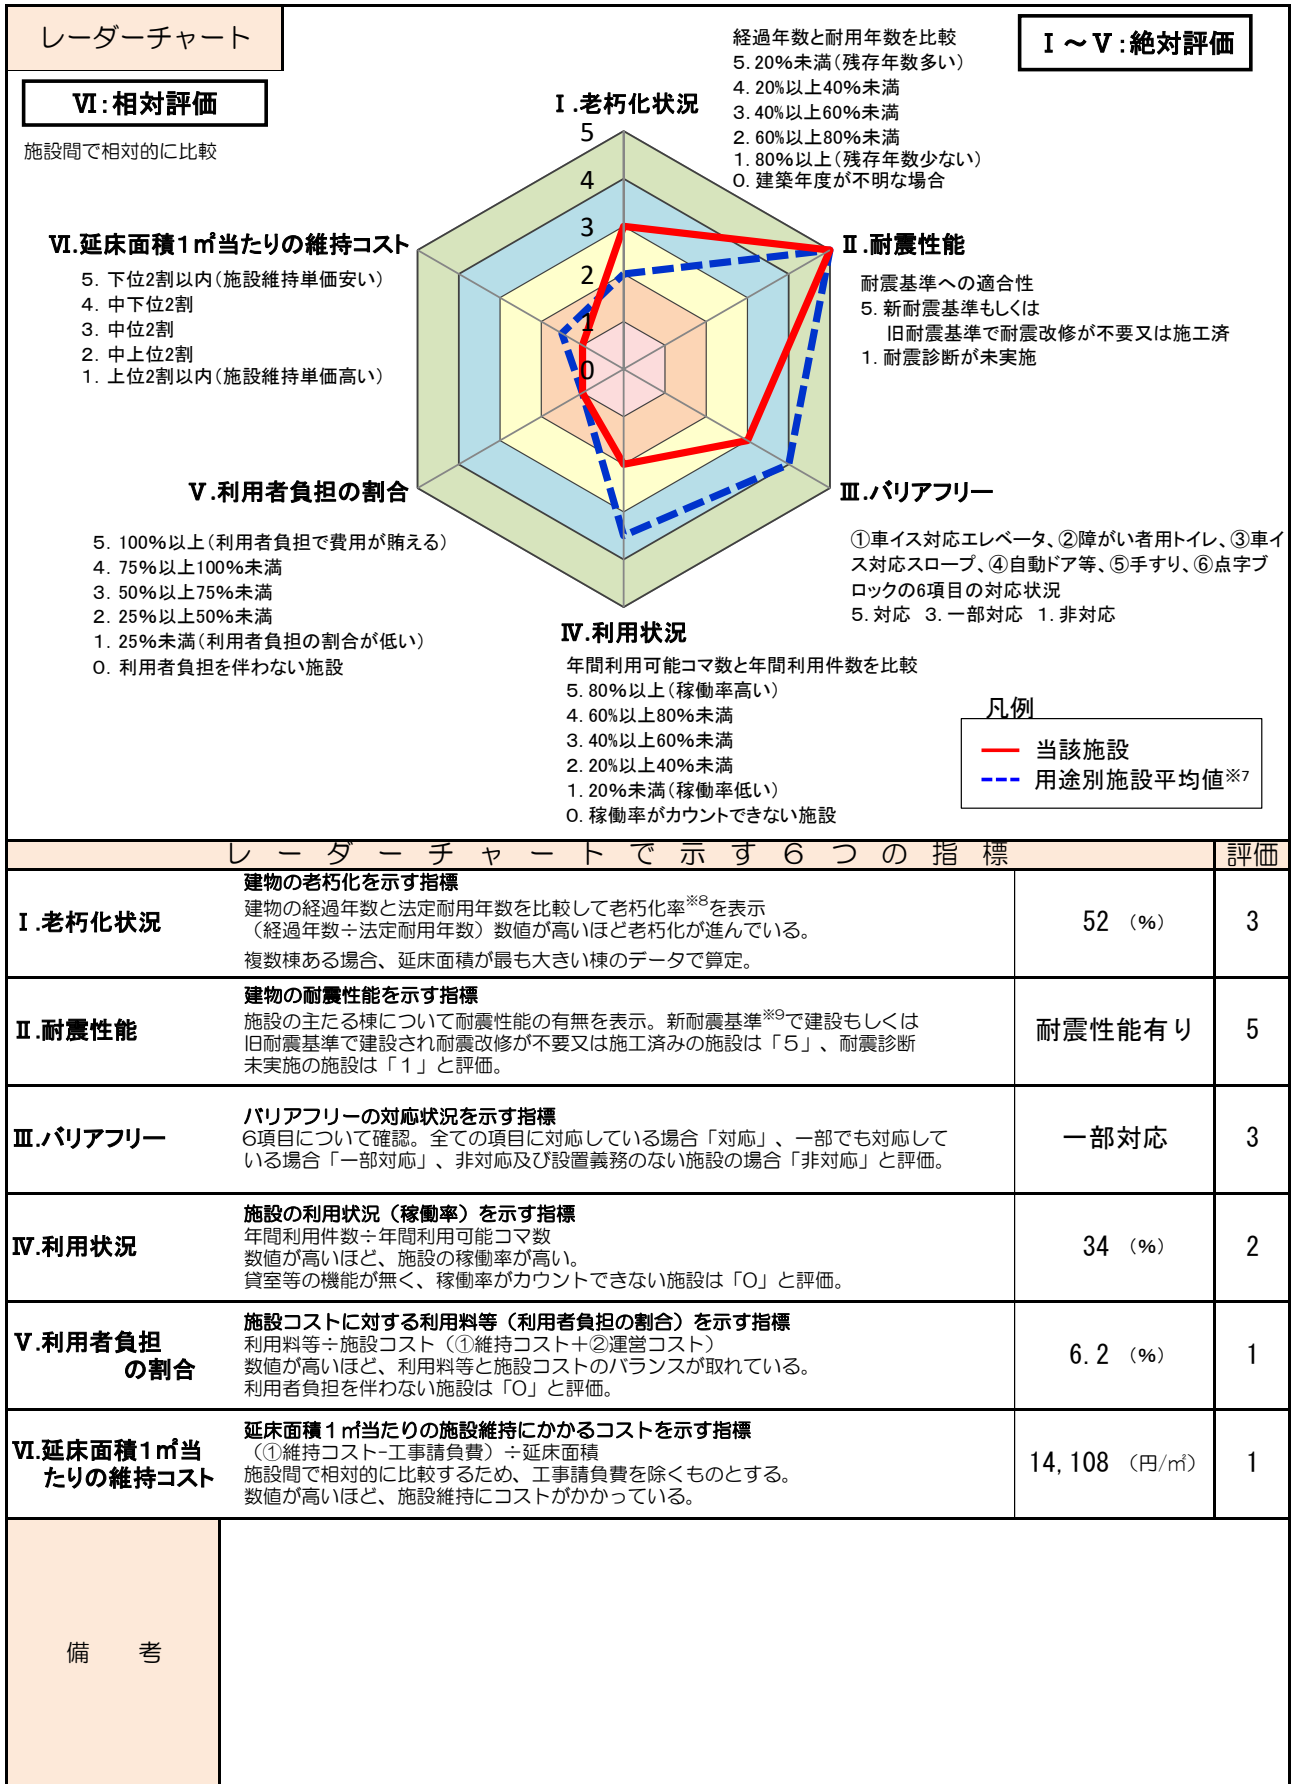 レーダーチャート
Ⅰ～Ⅴ:絶対評価
Ⅵ:相対評価
施設間で相対的に比較
経過年数と耐用年数を比較
5.20%未満(残存年数多い)
4.20%以上40%未満
3.40%以上60%未満
2.60%以上80%未満
1.80%以上(残存年数少ない)
0.建築年度が不明な場合
Ⅰ.老朽化状況
5
4
3
2
1
0
Ⅱ.耐震性能
耐震基準への適合性
5.新耐震基準もしくは
旧耐震基準で耐震改修が不要又は施工済
1.耐震診断が未実施
Ⅵ.延床面積1㎡当たりの維持コスト
5.下位2割以内(施設維持単価安い)
4.中下位2割
3.中位2割
2.中上位2割
1.上位2割以内(施設維持単価高い)
Ⅴ.利用者負担の割合
5.100%以上(利用者負担で費用が賄える)
4.75%以上100%未満
3.50%以上75%未満
2.25%以上50%未満
1.25%未満(利用者負担の割合が低い)
0.利用者負担を伴わない施設
Ⅲ.バリアフリー
①車イス対応エレベータ、②障がい者用トイレ、③車イ
ス対応スロープ、④自動ドア等、⑤手すり、⑥点字ブ
ロックの6項目の対応状況
5.対応 3.一部対応 1.非対応
Ⅳ.利用状況
年間利用可能コマ数と年間利用件数を比較
5.80%以上(稼働率高い)
4.60%以上80%未満
3.40%以上60%未満
2.20%以上40%未満
1.20%未満(稼働率低い)
0.稼働率がカウントできない施設
凡例
当該施設
用途別施設平均値※7
レーダーチャートで示す6つの指標 評価
Ⅰ.老朽化状況
建物の老朽化を示す指標
建物の経過年数と法定耐用年数を比較して老朽化率※8を表示
(経過年数÷法定耐用年数)数値が高いほど老朽化が進んでいる。
複数棟ある場合、延床面積が最も大きい棟のデータで算定。
52 (%) 3
Ⅱ.耐震性能
建物の耐震性能を示す指標
施設の主たる棟について耐震性能の有無を表示。新耐震基準※9で建設もしくは
旧耐震基準で建設され耐震改修が不要又は施工済みの施設は「5」、耐震診断
未実施の施設は「1」と評価。
耐震性能有り 5
Ⅲ.バリアフリー
バリアフリーの対応状況を示す指標
6項目について確認。全ての項目に対応している場合「対応」、一部でも対応して
いる場合「一部対応」、非対応及び設置義務のない施設の場合「非対応」と評価。
一部対応 3
Ⅳ.利用状況
施設の利用状況(稼働率)を示す指標
年間利用件数÷年間利用可能コマ数
数値が高いほど、施設の稼働率が高い。
貸室等の機能が無く、稼働率がカウントできない施設は「0」と評価。
34 (%) 2
Ⅴ.利用者負担
の割合
施設コストに対する利用料等(利用者負担の割合)を示す指標
利用料等÷施設コスト(①維持コスト+②運営コスト)
数値が高いほど、利用料等と施設コストのバランスが取れている。
利用者負担を伴わない施設は「0」と評価。
6.2 (%) 1
Ⅵ.延床面積1㎡当
たりの維持コスト
延床面積1㎡当たりの施設維持にかかるコストを示す指標
(①維持コスト-工事請負費)÷延床面積
施設間で相対的に比較するため、工事請負費を除くものとする。
数値が高いほど、施設維持にコストがかかっている。
14,108 (円/㎡) 1
備 考